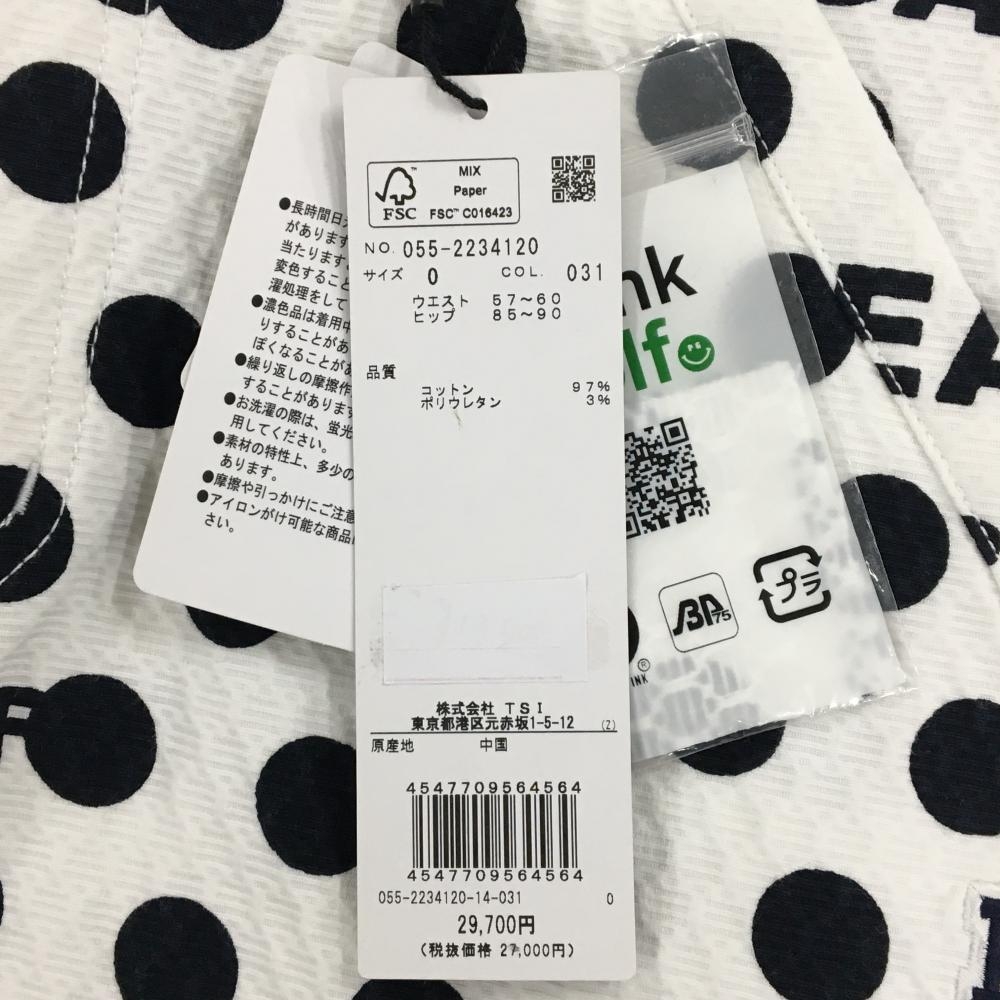 MIX
Paper
FSC™ C016423
FSC
NO. 055-2234120
サイズ 0 COL. 031
ウエスト 57〜60
ヒップ 85〜90
品質
コットン 97%
ポリウレタン 3%
株式会社 TSI
東京都港区元赤坂1-5-12 (Z)
原産地 中国
4547709564564
4547709564564
055-2234120-14-031 0
29,700円
(税抜価格 27,000円)
●長時間日光
があります
当たります
変色すること
濯処理をして
●濃色品は着用中
りすることがあ
ぽくなることがあ
●繰り返しの摩擦作
することがあります
●お洗濯の際は、蛍光
用してください。
●素材の特性上、多少の
あります。
●摩擦や引っかけにご注意
●アイロンがけ可能な商品
さい。
nk
lf
プラ
75
INK
®
EA